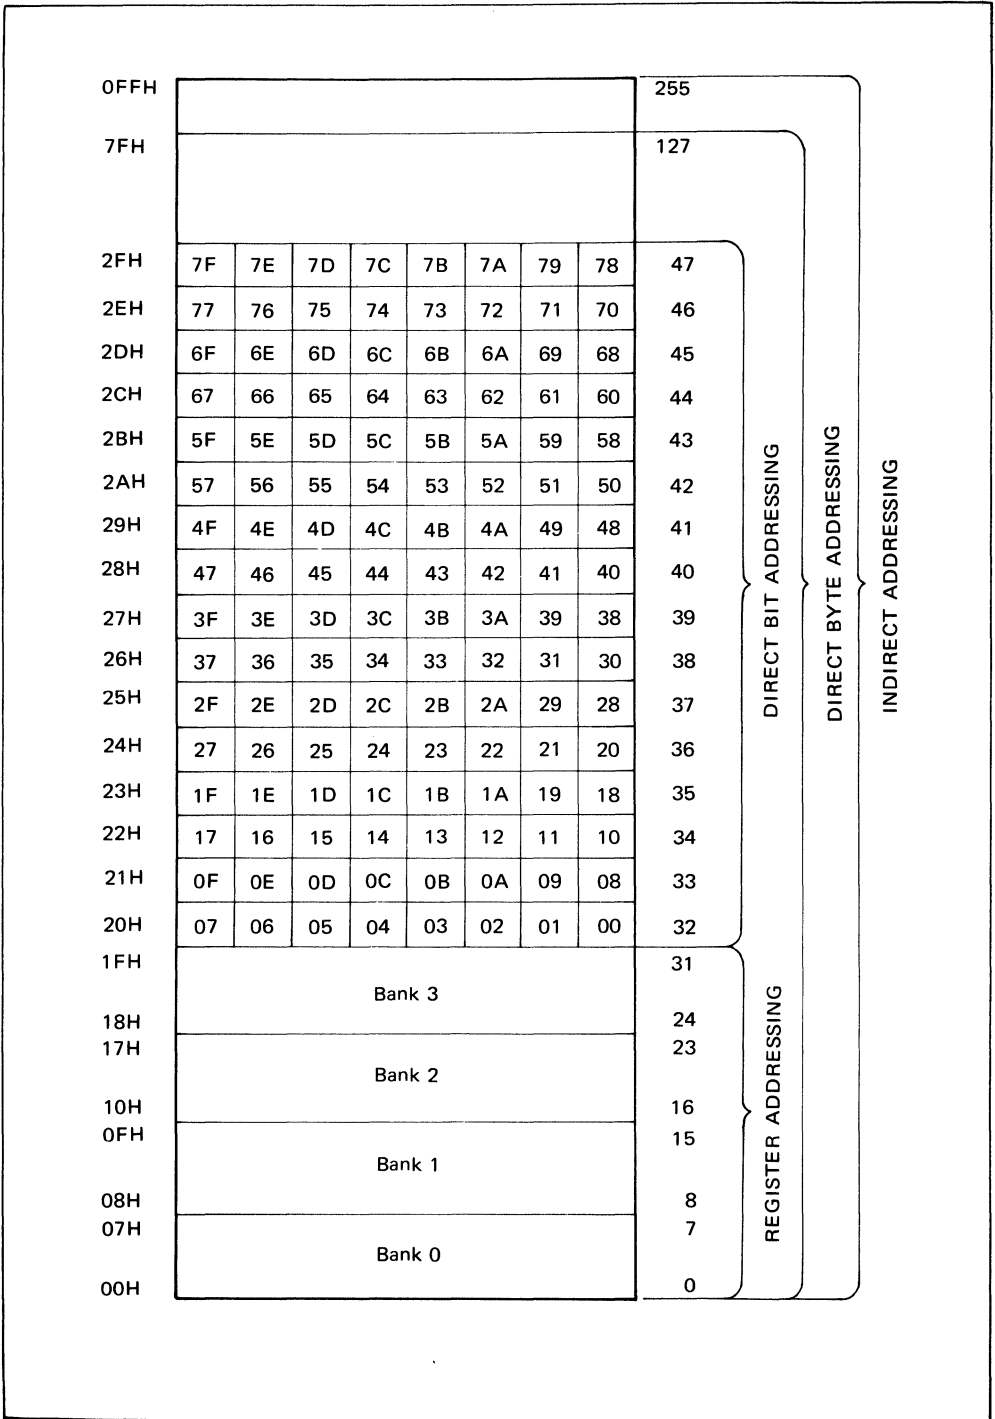 0FFH 255
7FH 127
2FH 7F 7E 7D 7C 7B 7A 79 78 47
2EH 77 76 75 74 73 72 71 70 46
2DH 6F 6E 6D 6C 6B 6A 69 68 45
2CH 67 66 65 64 63 62 61 60 44
2BH 5F 5E 5D 5C 5B 5A 59 58 43
2AH 57 56 55 54 53 52 51 50 42
29H 4F 4E 4D 4C 4B 4A 49 48 41
28H 47 46 45 44 43 42 41 40 40
27H 3F 3E 3D 3C 3B 3A 39 38 39
26H 37 36 35 34 33 32 31 30 38
25H 2F 2E 2D 2C 2B 2A 29 28 37
24H 27 26 25 24 23 22 21 20 36
23H 1F 1E 1D 1C 1B 1A 19 18 35
22H 17 16 15 14 13 12 11 10 34
21H 0F 0E 0D 0C 0B 0A 09 08 33
20H 07 06 05 04 03 02 01 00 32
1FH 31
Bank 3
18H 24
17H 23
Bank 2
10H 16
0FH 15
Bank 1
08H 8
07H 7
Bank 0
00H 0
DIRECT BIT ADDRESSING
REGISTER ADDRESSING
DIRECT BYTE ADDRESSING
INDIRECT ADDRESSING